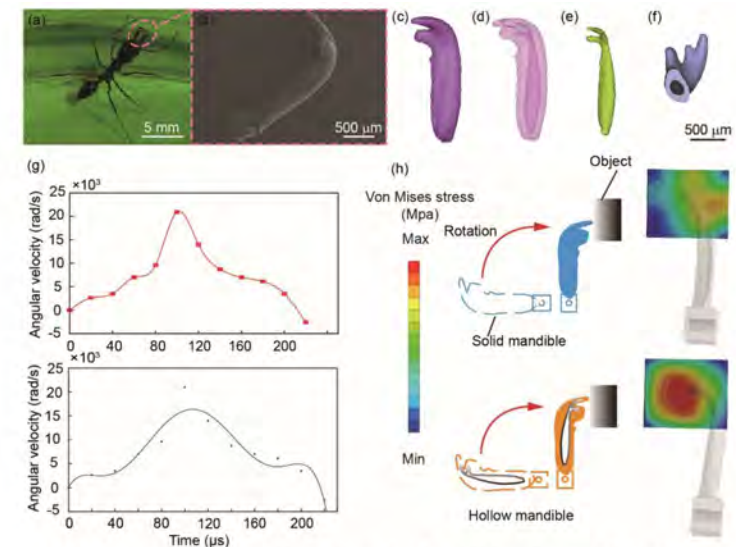 (a)
5 mm
500 μm
(c)
(d)
(e)
(f)
500 μm
(g)
×10³
Angular velocity (rad/s)
25
20
15
10
5
0
-5
0 40 80 120 160 200
×10³
Angular velocity (rad/s)
25
20
15
10
5
0
-5
0 40 80 120 160 200
Time (μs)
(h)
Object
Von Mises stress
(Mpa)
Max
Rotation
Solid mandible
Min
Hollow mandible